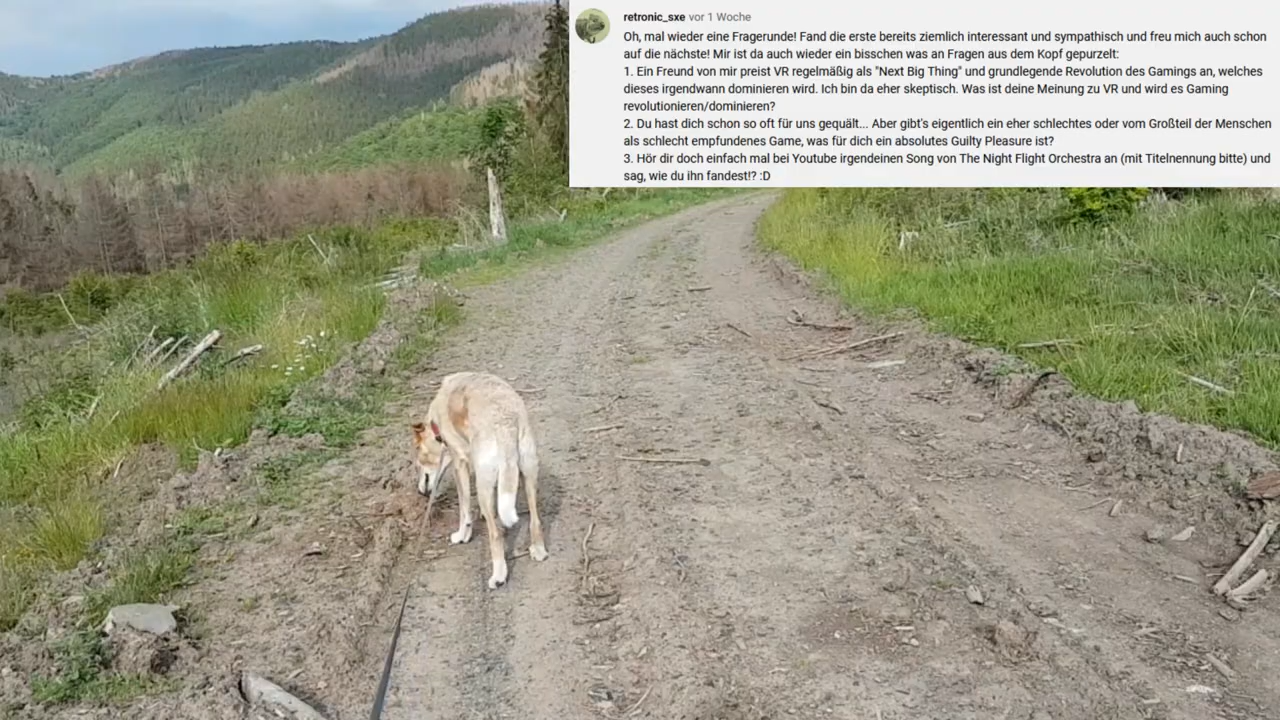 retronic_sxe vor 1 Woche
Oh, mal wieder eine Fragerunde! Fand die erste bereits ziemlich interessant und sympathisch und freu mich auch schon
auf die nächste! Mir ist da auch wieder ein bisschen was an Fragen aus dem Kopf gepurzelt:
1. Ein Freund von mir preist VR regelmäßig als "Next Big Thing" und grundlegende Revolution des Gamings an, welches
dieses irgendwann dominieren wird. Ich bin da eher skeptisch. Was ist deine Meinung zu VR und wird es Gaming
revolutionieren/dominieren?
2. Du hast dich schon so oft für uns gequält... Aber gibt's eigentlich ein eher schlechtes oder vom Großteil der Menschen
als schlecht empfundenes Game, was für dich ein absolutes Guilty Pleasure ist?
3. Hör dir doch einfach mal bei Youtube irgendeinen Song von The Night Flight Orchestra an (mit Titelnennung bitte) und
sag, wie du ihn fandest!? :D